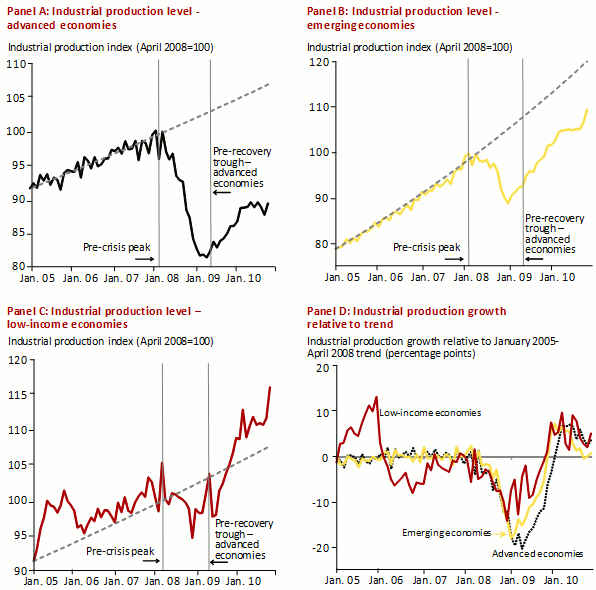 Panel A: Industrial production level -
advanced economies
Industrial production index (April 2008=100)
110
105
100
95
90
85
80
Pre-recovery
trough–
advanced
economies
Pre-crisis peak
Jan. 05 Jan. 06 Jan. 07 Jan. 08 Jan. 09 Jan. 10
Panel B: Industrial production level -
emerging economies
Industrial production index (April 2008=100)
120
110
100
90
80
Pre-recovery
trough–
advanced
economies
Pre-crisis peak
Jan. 05 Jan. 06 Jan. 07 Jan. 08 Jan. 09 Jan. 10
Panel C: Industrial production level –
low-income economies
Industrial production index (April 2008=100)
120
115
110
105
100
95
90
Pre-recovery
trough–
advanced
economies
Pre-crisis peak
Jan. 05 Jan. 06 Jan. 07 Jan. 08 Jan. 09 Jan. 10
Panel D: Industrial production growth
relative to trend
Industrial production growth relative to January 2005-
April 2008 trend (percentage points)
20
10
0
-10
-20
Low-income economies
Emerging economies
Advanced economies
Jan. 05 Jan. 06 Jan. 07 Jan. 08 Jan. 09 Jan. 10